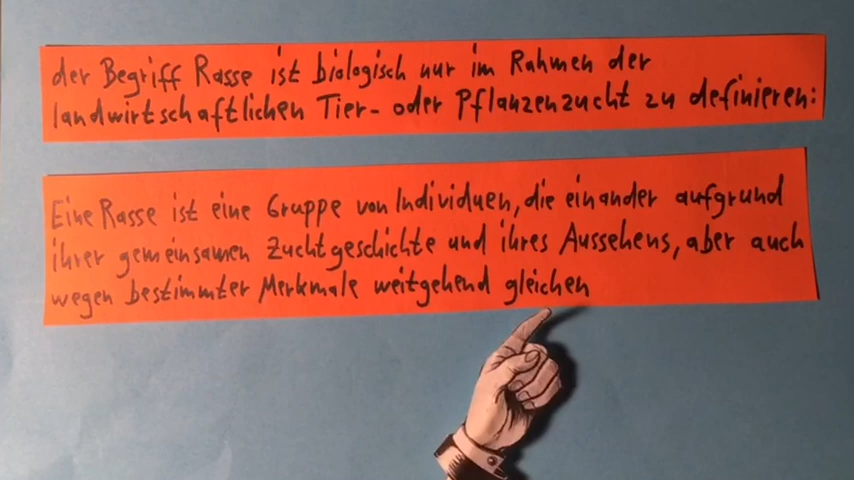 der Begriff Rasse ist biologisch nur im Rahmen der
landwirtschaftlichen Tier- oder Pflanzenzucht zu definieren:
Eine Rasse ist eine Gruppe von Individuen, die einander aufgrund
ihrer gemeinsamen Zuchtgeschichte und ihres Aussehens, aber auch
wegen bestimmter Merkmale weitgehend gleichen